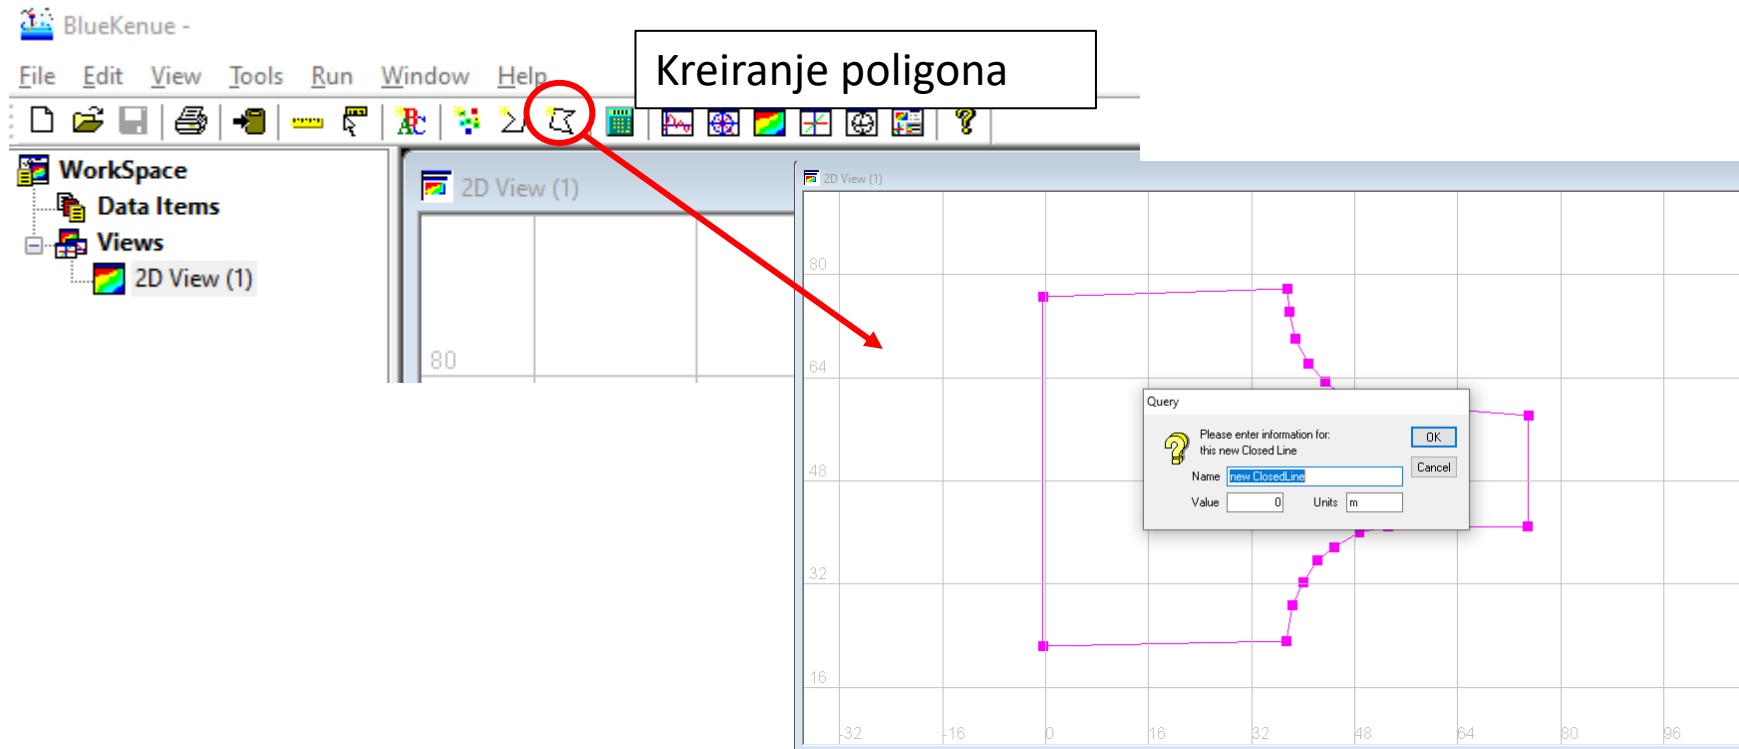 BlueKenue -
Kreiranje poligona
File Edit View Tools Run Window Help
WorkSpace
Data Items
Views
2D View (1)
2D View (1)
80
2D View (1)
80
64
48
32
16
-32 -16 0 16 32 48 64 80 96
Query
Please enter information for:
this new Closed Line
OK
Cancel
Name new ClosedLine
Value 0 Units m